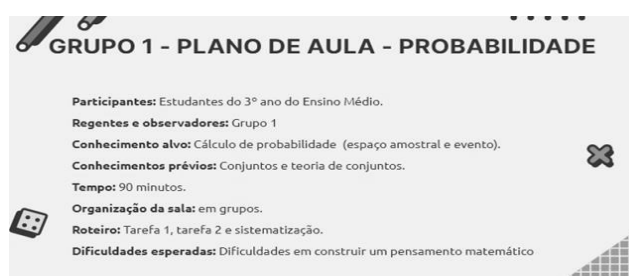 GRUPO 1 - PLANO DE AULA - PROBABILIDADE
Participantes: Estudantes do 3º ano do Ensino Médio.
Regentes e observadores: Grupo 1
Conhecimento alvo: Cálculo de probabilidade (espaço amostral e evento).
Conhecimentos prévios: Conjuntos e teoria de conjuntos.
Tempo: 90 minutos.
Organização da sala: em grupos.
Roteiro: Tarefa 1, tarefa 2 e sistematização.
Dificuldades esperadas: Dificuldades em construir um pensamento matemático